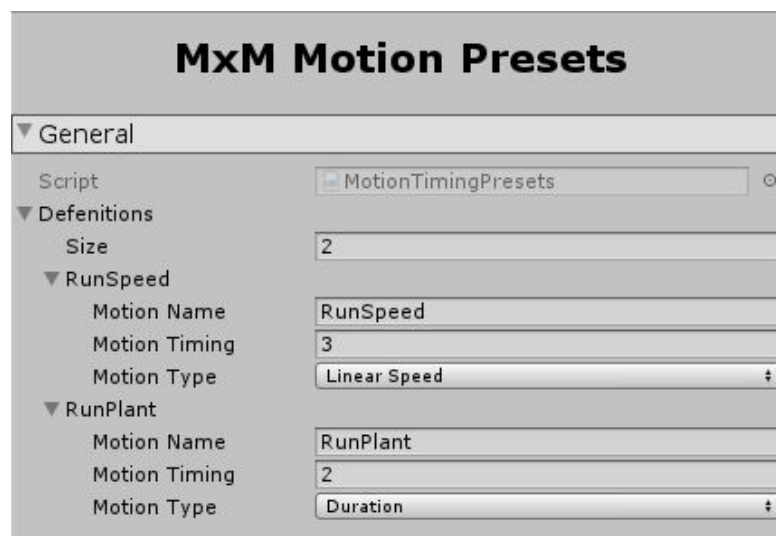 MxM Motion Presets
General
Script MotionTimingPresets
Defenitions
Size 2
RunSpeed
Motion Name RunSpeed
Motion Timing 3
Motion Type Linear Speed
RunPlant
Motion Name RunPlant
Motion Timing 2
Motion Type Duration